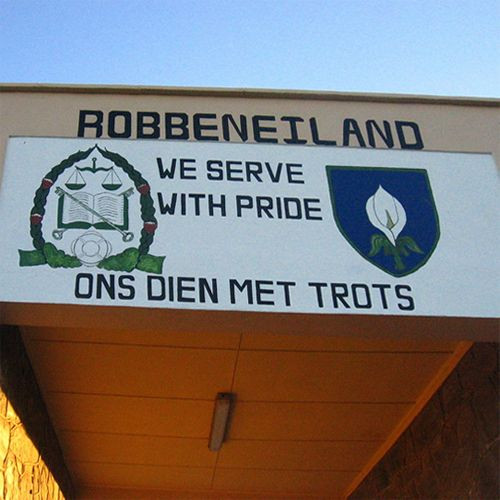 ROBBENEILAND
WE SERVE
WITH PRIDE
ONS DIEN MET TROTS